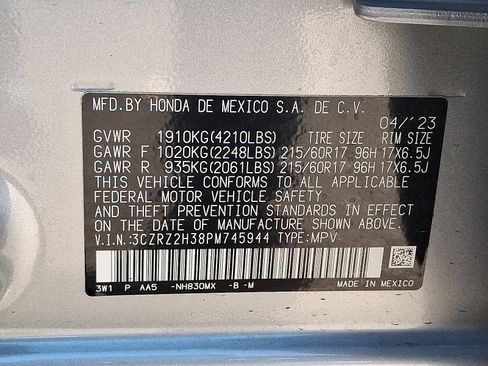 MFD.BY HONDA DE MEXICO S.A. DE C.V.
04/'23
GVWR 1910KG(4210LBS) TIRE SIZE RIM SIZE
GAWR F 1020KG(2248LBS) 215/60R17 96H 17X6.5J
GAWR R 935KG(2061LBS) 215/60R17 96H 17X6.5J
THIS VEHICLE CONFORMS TO ALL APPLICABLE
FEDERAL MOTOR VEHICLE SAFETY
AND THEFT PREVENTION STANDARDS IN EFFECT
ON THE DATE OF MANUFACTURE SHOWN ABOVE.
V.I.N.:3CZRZ2H38PM745944 TYPE:MPV
3W1 P AA5 -NH830MX -B -M MADE IN MEXICO